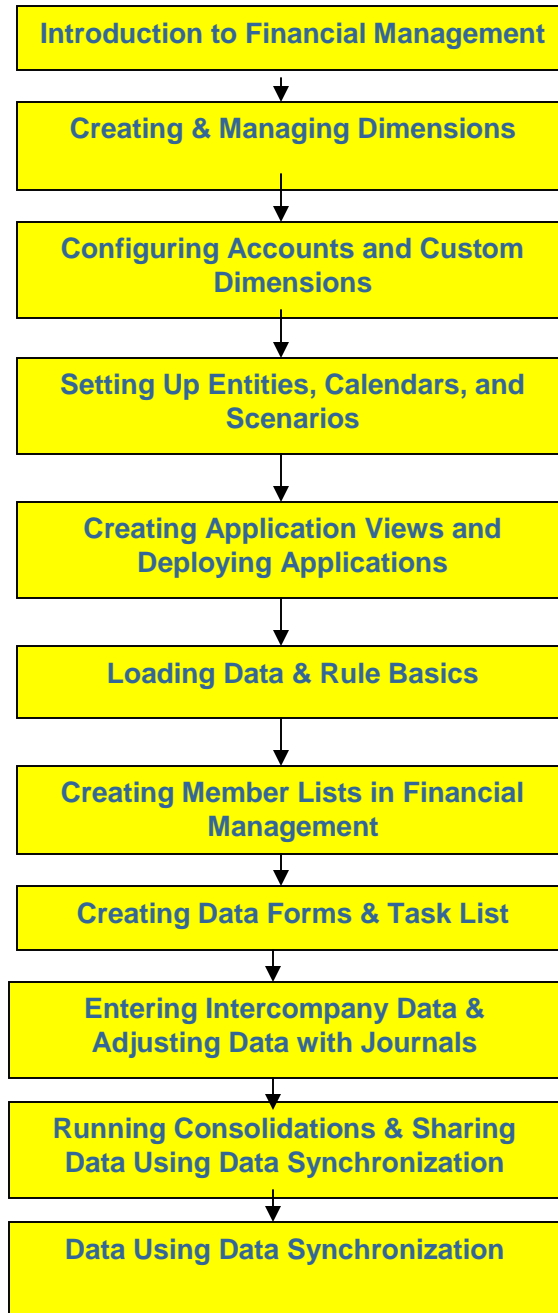 Introduction to Financial Management
Creating & Managing Dimensions
Configuring Accounts and Custom
Dimensions
Setting Up Entities, Calendars, and
Scenarios
Creating Application Views and
Deploying Applications
Loading Data & Rule Basics
Creating Member Lists in Financial
Management
Creating Data Forms & Task List
Entering Intercompany Data &
Adjusting Data with Journals
Running Consolidations & Sharing
Data Using Data Synchronization
Data Using Data Synchronization